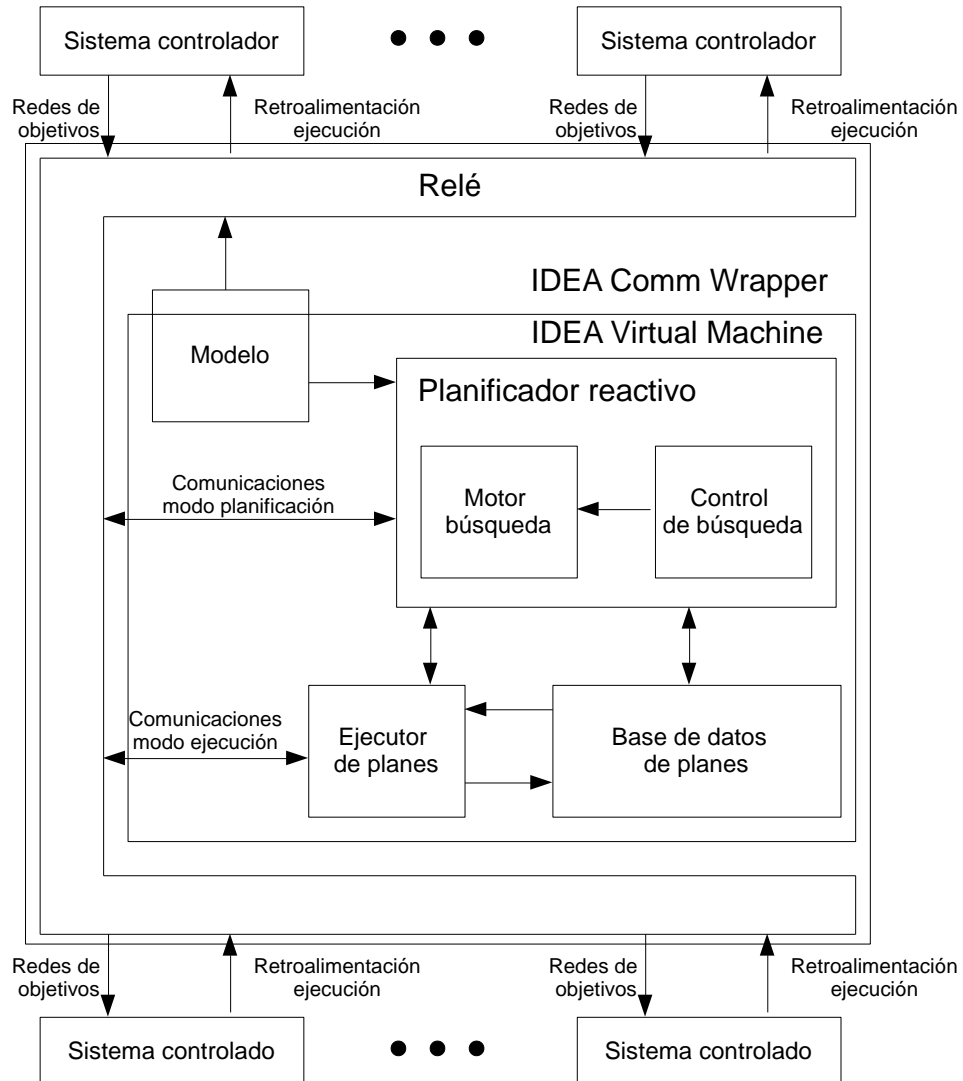 Sistema controlador
Sistema controlador
Redes de
objetivos
Retroalimentación
ejecución
Redes de
objetivos
Retroalimentación
ejecución
Relé
IDEA Comm Wrapper
IDEA Virtual Machine
Modelo
Planificador reactivo
Comunicaciones
modo planificación
Motor
búsqueda
Control
de búsqueda
Comunicaciones
modo ejecución
Ejecutor
de planes
Base de datos
de planes
Redes de
objetivos
Retroalimentación
ejecución
Redes de
objetivos
Retroalimentación
ejecución
Sistema controlado
Sistema controlado